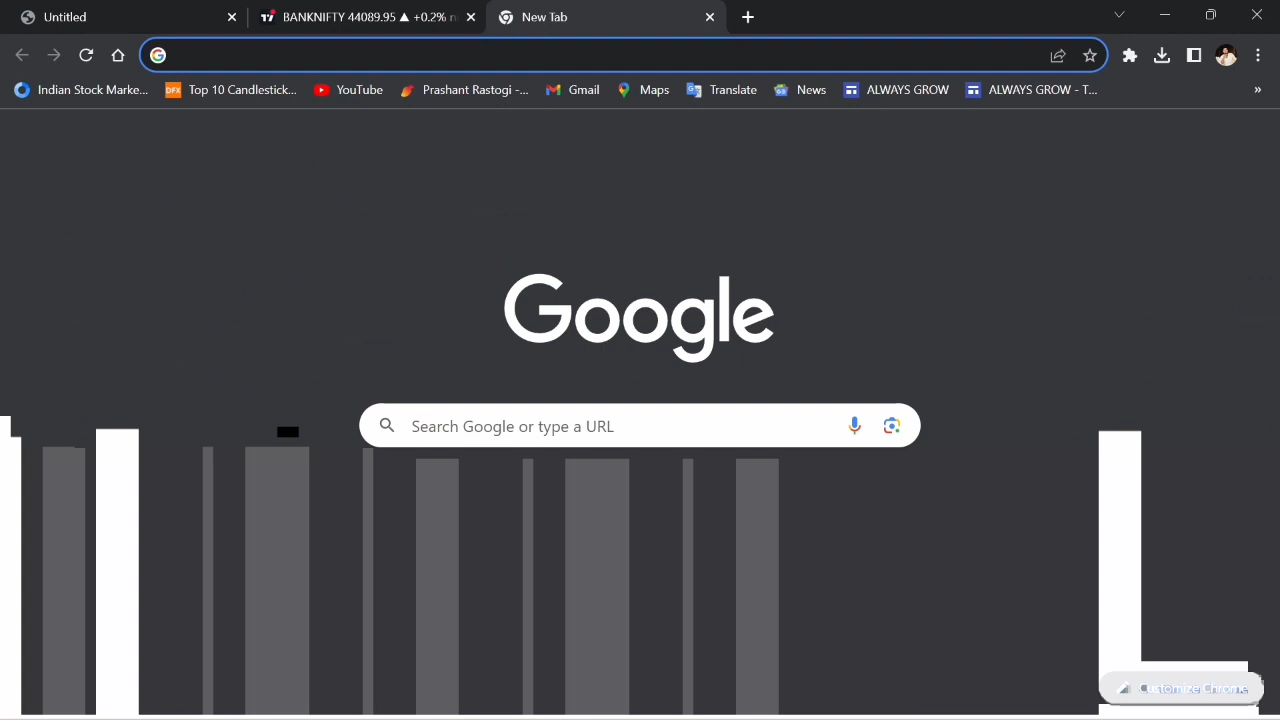 Untitled
BANKNIFTY 44089.95 ▲ +0.2%
New Tab
Indian Stock Marke...
DFX Top 10 Candlestick...
YouTube
Prashant Rastogi -...
Gmail
Maps
Translate
News
ALWAYS GROW
ALWAYS GROW - T...
»
Google
Search Google or type a URL
Customize Chrome